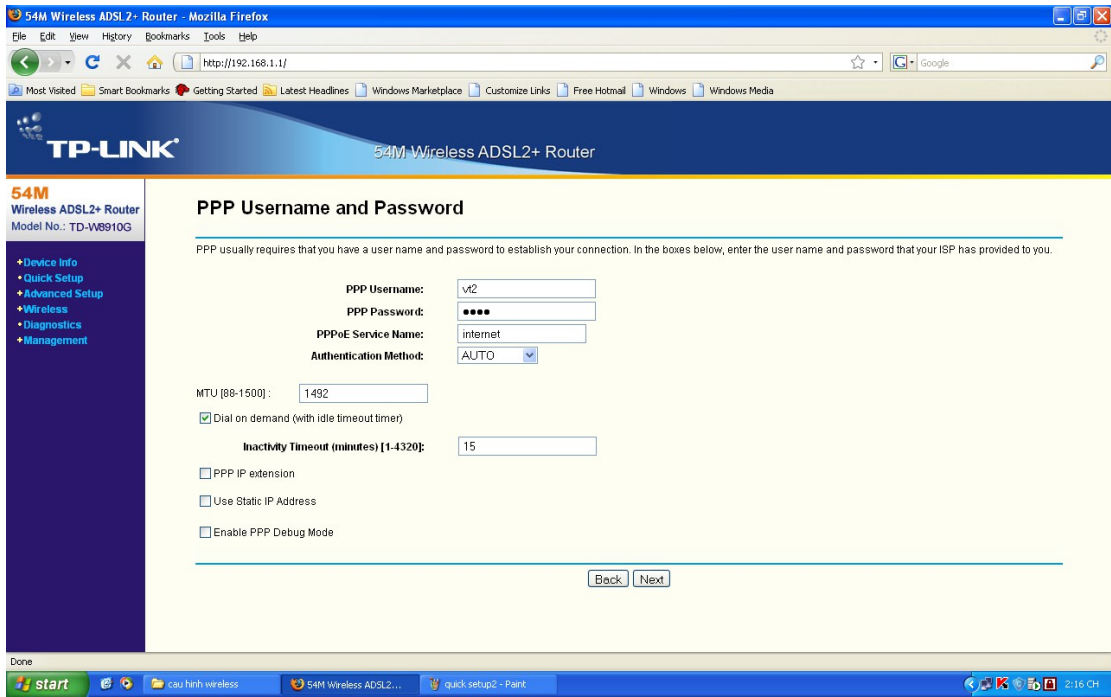 54M Wireless ADSL2+ Router - Mozilla Firefox
File Edit View History Bookmarks Tools Help
http://192.168.1.1/
G Google
Most Visited Smart Bookmarks Getting Started Latest Headlines Windows Marketplace Customize Links Free Hotmail Windows Windows Media
TP-LINK®
54M Wireless ADSL2+ Router
54M
Wireless ADSL2+ Router
Model No.: TD-W8910G
+Device Info
•Quick Setup
+Advanced Setup
+Wireless
•Diagnostics
+Management
PPP Username and Password
PPP usually requires that you have a user name and password to establish your connection. In the boxes below, enter the user name and password that your ISP has provided to you.
PPP Username: vt2
PPP Password: ●●●●
PPPoE Service Name: internet
Authentication Method: AUTO
MTU [88-1500] : 1492
Dial on demand (with idle timeout timer)
Inactivity Timeout (minutes) [1-4320]: 15
PPP IP extension
Use Static IP Address
Enable PPP Debug Mode
Back Next
Done
start cau hinh wireless 54M Wireless ADSL2... quick setup2 - Paint 2:16 CH